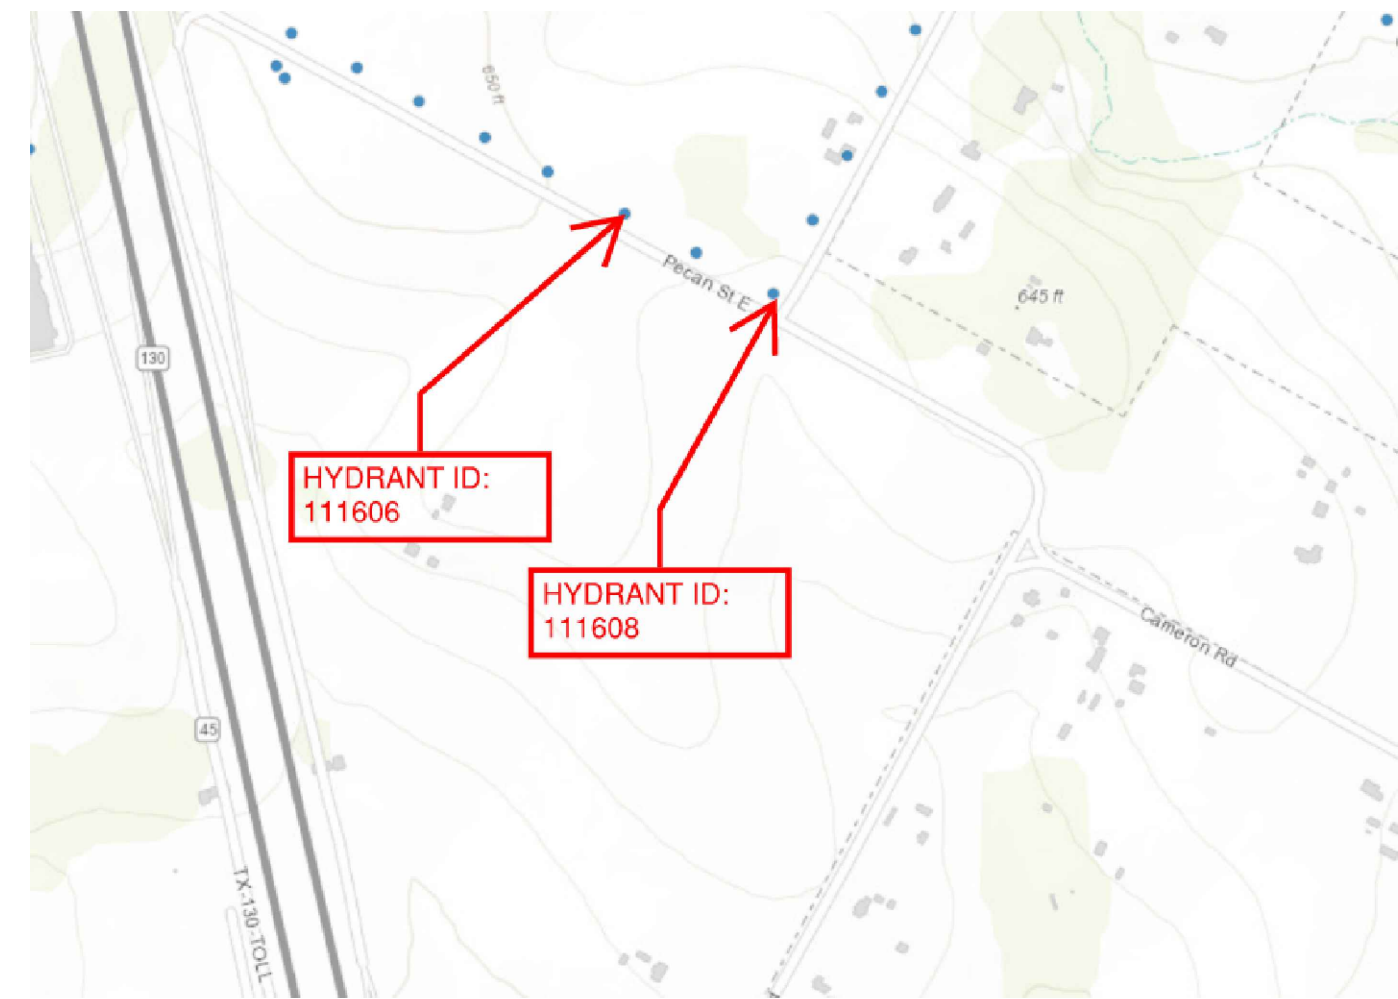 650 ft
Pecan St E
645 ft
130
HYDRANT ID:
111606
HYDRANT ID:
111608
Cameron Rd
45
TX-130-TOLL